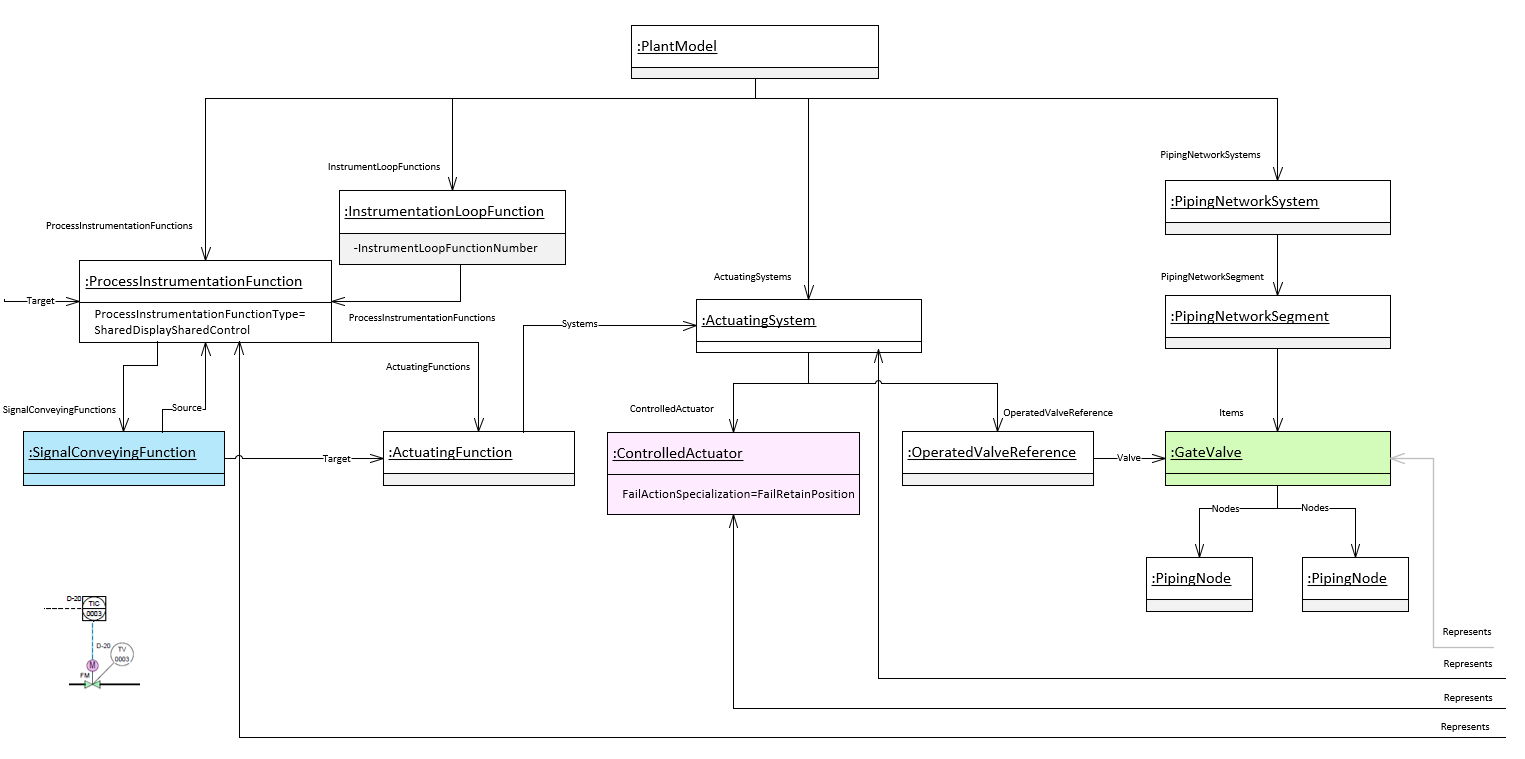 :PlantModel
InstrumentLoopFunctions
PipingNetworkSystems
:InstrumentationLoopFunction
-InstrumentLoopFunctionNumber
:PipingNetworkSystem
ProcessInstrumentationFunctions
:ProcessInstrumentationFunction
Target
ProcessInstrumentationFunctionType=
SharedDisplaySharedControl
ProcessInstrumentationFunctions
ActuatingSystems
:ActuatingSystem
Systems
PipingNetworkSegment
:PipingNetworkSegment
ActuatingFunctions
SignalConveyingFunctions
Source
ControlledActuator
OperatedValveReference
Items
:SignalConveyingFunction
Target
:ActuatingFunction
:ControlledActuator
FailActionSpecialization=FailRetainPosition
:OperatedValveReference
Valve
:GateValve
Nodes
Nodes
:PipingNode
:PipingNode
D-20
TIC
0003
D-20
TV
0003
M
FM
Represents
Represents
Represents
Represents